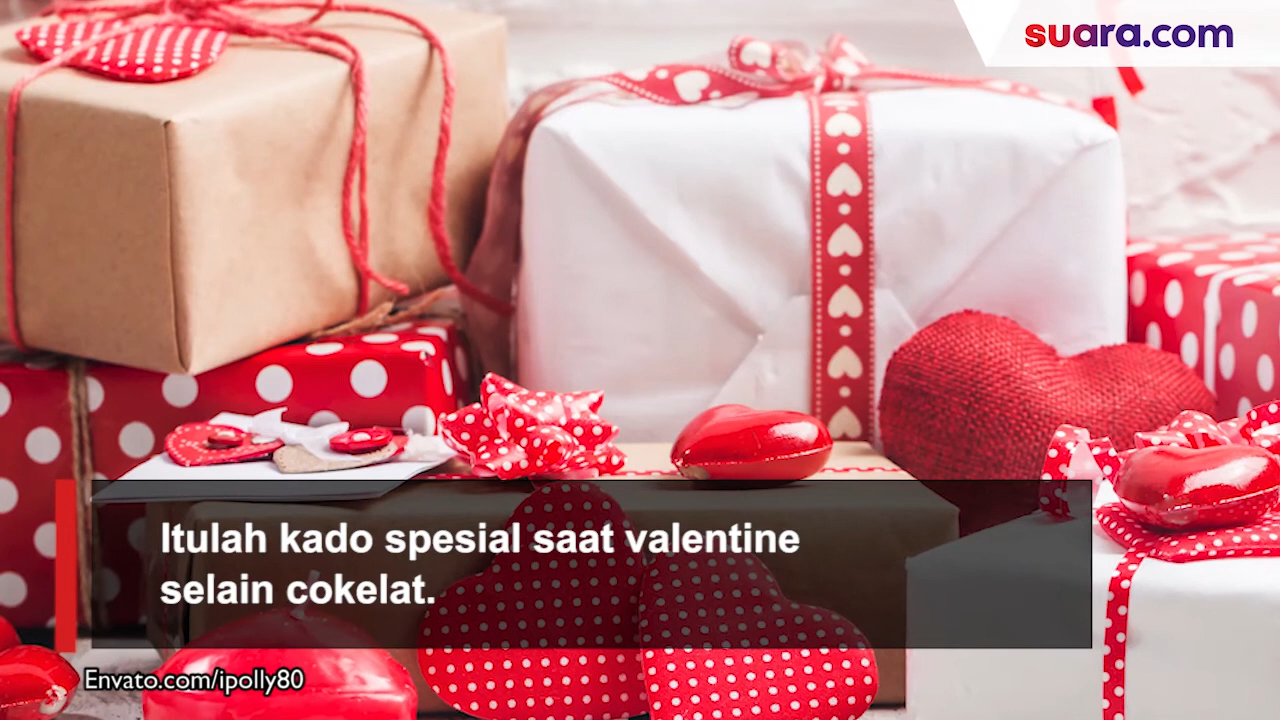 suara.com
Itulah kado spesial saat valentine
selain cokelat.
Envato.com/ipolly80